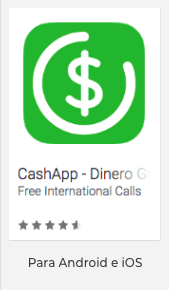 $
CashApp - Dinero G
Free International Calls
Para Android e iOS